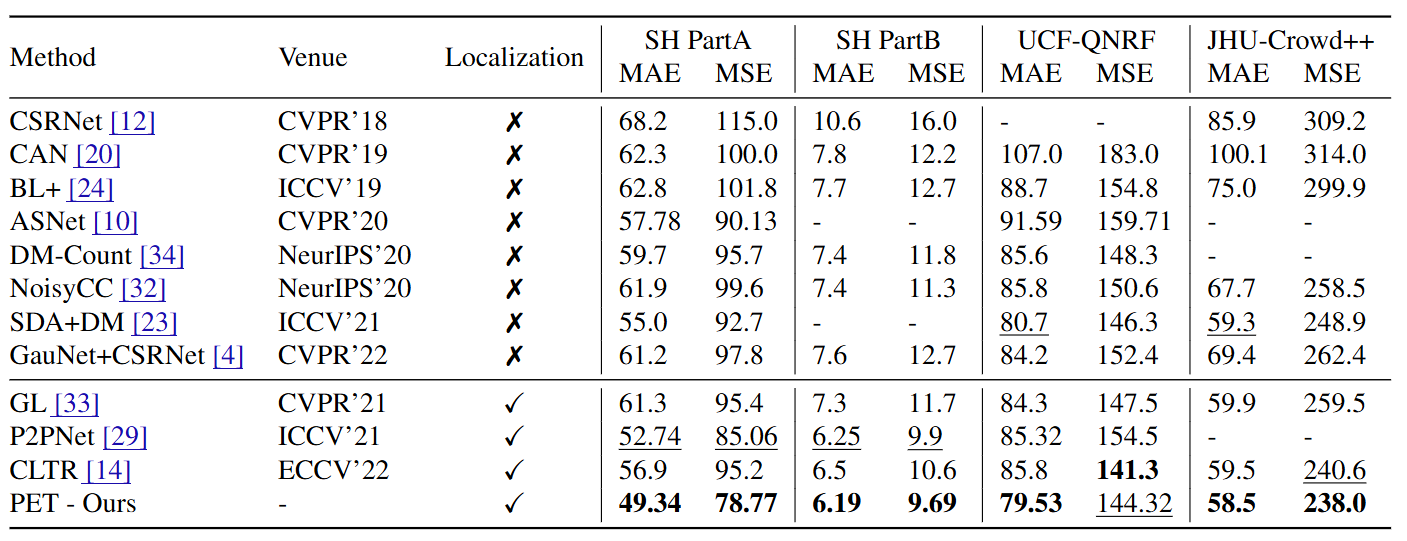 Method Venue Localization SH PartA SH PartB UCF-QNRF JHU-Crowd++
MAE MSE MAE MSE MAE MSE MAE MSE
CSRNet [12] CVPR'18 ✗ 68.2 115.0 10.6 16.0 - - 85.9 309.2
CAN [20] CVPR'19 ✗ 62.3 100.0 7.8 12.2 107.0 183.0 100.1 314.0
BL+ [24] ICCV'19 ✗ 62.8 101.8 7.7 12.7 88.7 154.8 75.0 299.9
ASNet [10] CVPR'20 ✗ 57.78 90.13 - - 91.59 159.71 - -
DM-Count [34] NeurIPS'20 ✗ 59.7 95.7 7.4 11.8 85.6 148.3 - -
NoisyCC [32] NeurIPS'20 ✗ 61.9 99.6 7.4 11.3 85.8 150.6 67.7 258.5
SDA+DM [23] ICCV'21 ✗ 55.0 92.7 - - 80.7 146.3 59.3 248.9
GauNet+CSRNet [4] CVPR'22 ✗ 61.2 97.8 7.6 12.7 84.2 152.4 69.4 262.4
GL [33] CVPR'21 ✓ 61.3 95.4 7.3 11.7 84.3 147.5 59.9 259.5
P2PNet [29] ICCV'21 ✓ 52.74 85.06 6.25 9.9 85.32 154.5 - -
CLTR [14] ECCV'22 ✓ 56.9 95.2 6.5 10.6 85.8 141.3 59.5 240.6
PET - Ours - ✓ 49.34 78.77 6.19 9.69 79.53 144.32 58.5 238.0